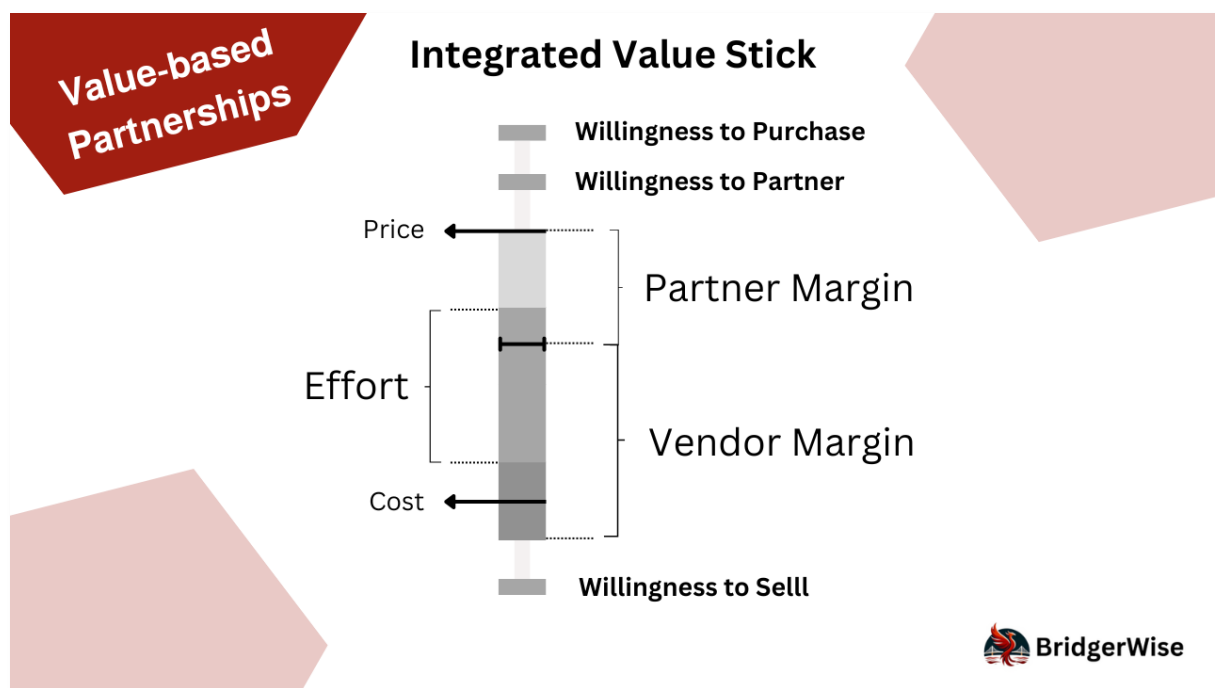 Value-based
Partnerships
Integrated Value Stick
Willingness to Purchase
Willingness to Partner
Price
Partner Margin
Effort
Vendor Margin
Cost
Willingness to Selll
BridgerWise